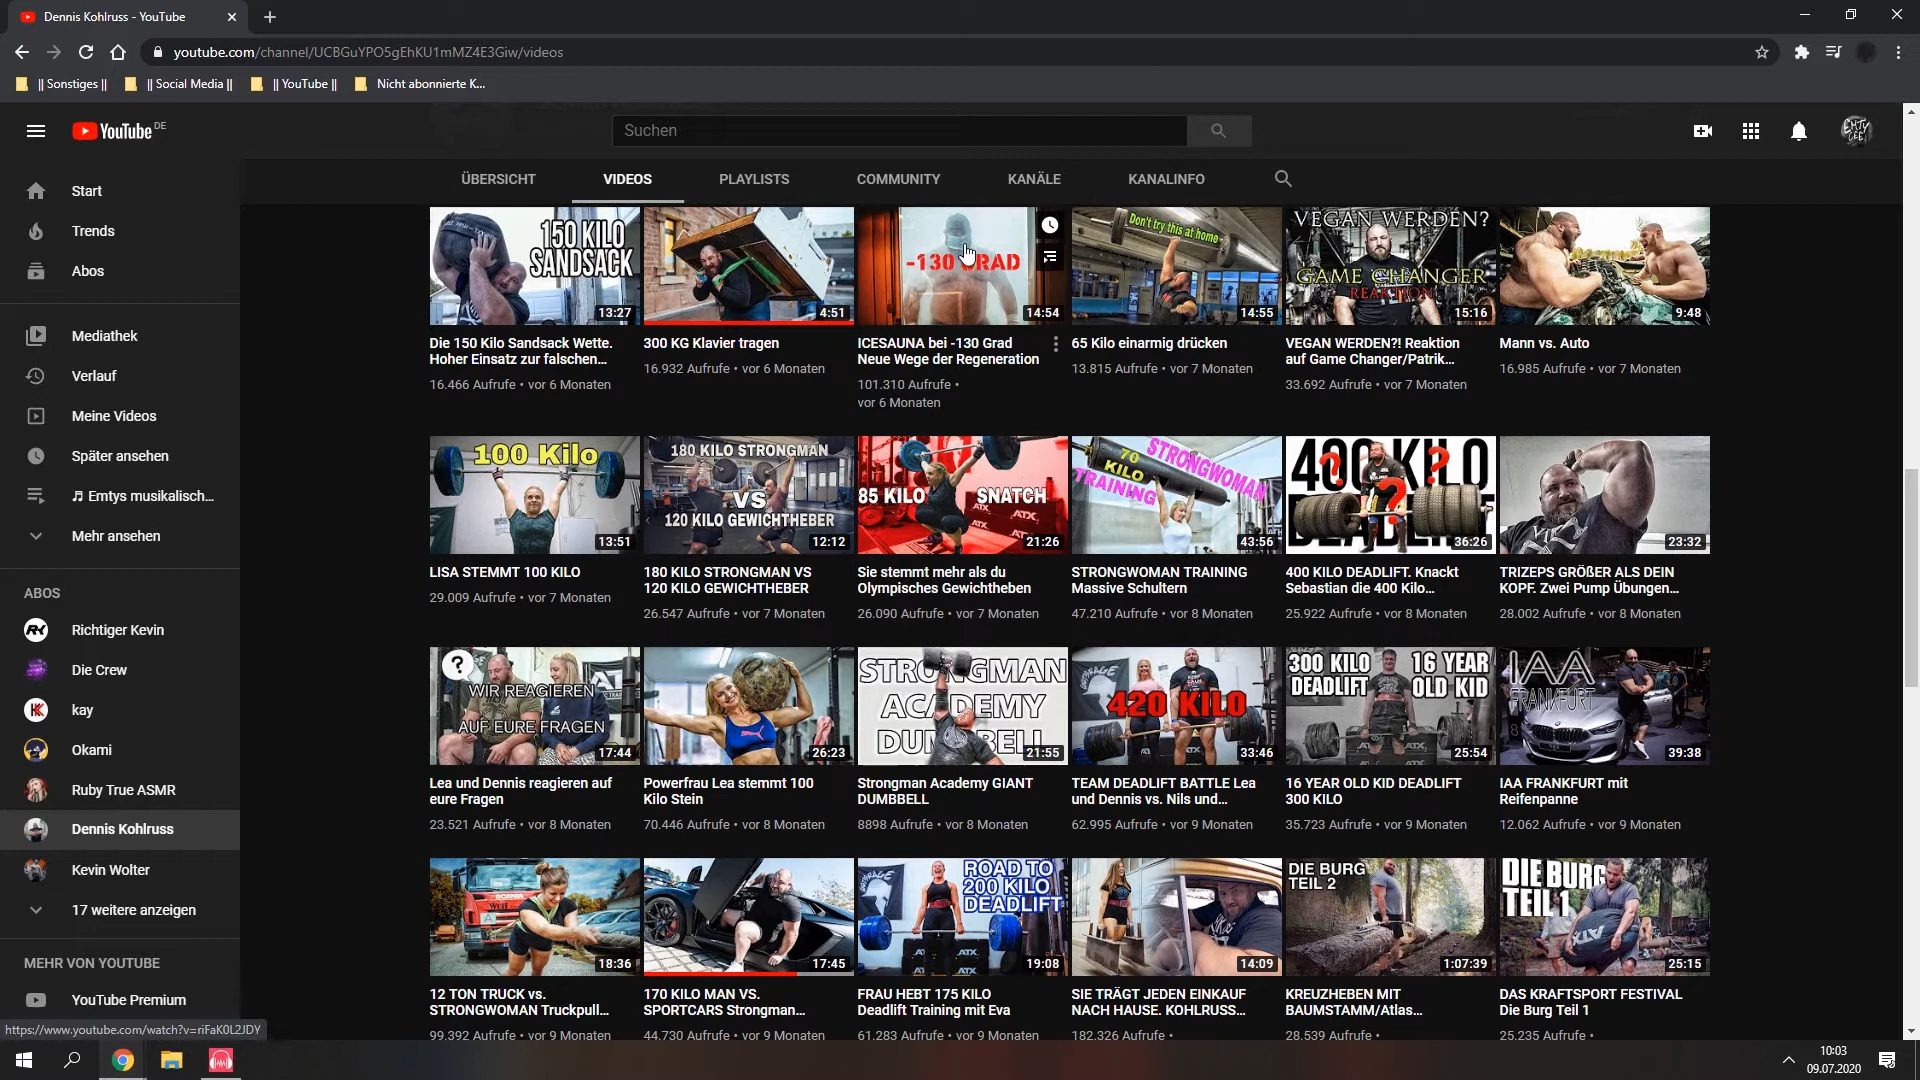 Dennis Kohlruss - YouTube
youtube.com/channel/UCBGuYPO5gEhKU1mMZ4E3Giw/videos
|| Sonstiges || || Social Media || || YouTube || Nicht abonnierte K...
YouTube DE
Suchen
ÜBERSICHT VIDEOS PLAYLISTS COMMUNITY KANÄLE KANALINFO
Start
Trends
Abos
Mediathek
Verlauf
Meine Videos
Später ansehen
♫ Emtys musikalisch...
Mehr ansehen
ABOS
Richtiger Kevin
Die Crew
kay
Okami
Ruby True ASMR
Dennis Kohlruss
Kevin Wolter
17 weitere anzeigen
MEHR VON YOUTUBE
YouTube Premium
https://www.youtube.com/watch?v=riFaK0L2JDY
150 KILO
SANDSACK
13:27
Die 150 Kilo Sandsack Wette.
Hoher Einsatz zur falschen...
16.466 Aufrufe • vor 6 Monaten
4:51
300 KG Klavier tragen
16.932 Aufrufe • vor 6 Monaten
-130 GRAD
14:54
ICESAUNA bei -130 Grad
Neue Wege der Regeneration
101.310 Aufrufe •
vor 6 Monaten
Don't try this at home
14:55
65 Kilo einarmig drücken
13.815 Aufrufe • vor 7 Monaten
VEGAN WERDEN?
GAME CHANGER
REAKTION
15:16
VEGAN WERDEN?! Reaktion
auf Game Changer/Patrik...
33.692 Aufrufe • vor 7 Monaten
9:48
Mann vs. Auto
16.985 Aufrufe • vor 7 Monaten
100 Kilo
13:51
LISA STEMMT 100 KILO
29.009 Aufrufe • vor 7 Monaten
180 KILO STRONGMAN
VS
120 KILO GEWICHTHEBER
12:12
180 KILO STRONGMAN VS
120 KILO GEWICHTHEBER
26.547 Aufrufe • vor 7 Monaten
85 KILO SNATCH
ATX
21:26
Sie stemmt mehr als du
Olympisches Gewichtheben
26.090 Aufrufe • vor 7 Monaten
STRONGWOMAN
70
KILO
TRAINING
43:56
STRONGWOMAN TRAINING
Massive Schultern
47.210 Aufrufe • vor 8 Monaten
400 KILO
DEADLIFT
36:26
400 KILO DEADLIFT. Knackt
Sebastian die 400 Kilo...
25.922 Aufrufe • vor 8 Monaten
23:32
TRIZEPS GRÖßER ALS DEIN
KOPF. Zwei Pump Übungen...
28.002 Aufrufe • vor 8 Monaten
?
WIR REAGIEREN
AUF EURE FRAGEN
17:44
Lea und Dennis reagieren auf
eure Fragen
23.521 Aufrufe • vor 8 Monaten
26:23
Powerfrau Lea stemmt 100
Kilo Stein
70.446 Aufrufe • vor 8 Monaten
STRONGMAN
ACADEMY
DUMBBELL
21:55
Strongman Academy GIANT
DUMBBELL
8898 Aufrufe • vor 8 Monaten
420 KILO
33:46
TEAM DEADLIFT BATTLE Lea
und Dennis vs. Nils und...
62.995 Aufrufe • vor 9 Monaten
300 KILO 16 YEAR
DEADLIFT OLD KID
25:54
16 YEAR OLD KID DEADLIFT
300 KILO
35.723 Aufrufe • vor 9 Monaten
IAA
FRANKFURT
39:38
IAA FRANKFURT mit
Reifenpanne
12.062 Aufrufe • vor 9 Monaten
SCANIA
18:36
12 TON TRUCK vs.
STRONGWOMAN Truckpull...
99.392 Aufrufe • vor 9 Monaten
17:45
170 KILO MAN VS.
SPORTCARS Strongman...
44.730 Aufrufe • vor 9 Monaten
ROAD TO
200 KILO
DEADLIFT
ATX ATX
19:08
FRAU HEBT 175 KILO
Deadlift Training mit Eva
61.283 Aufrufe • vor 9 Monaten
14:09
SIE TRÄGT JEDEN EINKAUF
NACH HAUSE. KOHLRUSS...
182.326 Aufrufe •
DIE BURG
TEIL 2
1:07:39
KREUZHEBEN MIT
BAUMSTAMM/Atlas...
28.539 Aufrufe •
DIE BURG
TEIL 1
ATX
25:15
DAS KRAFTSPORT FESTIVAL
Die Burg Teil 1
25.235 Aufrufe •
10:03
09.07.2020